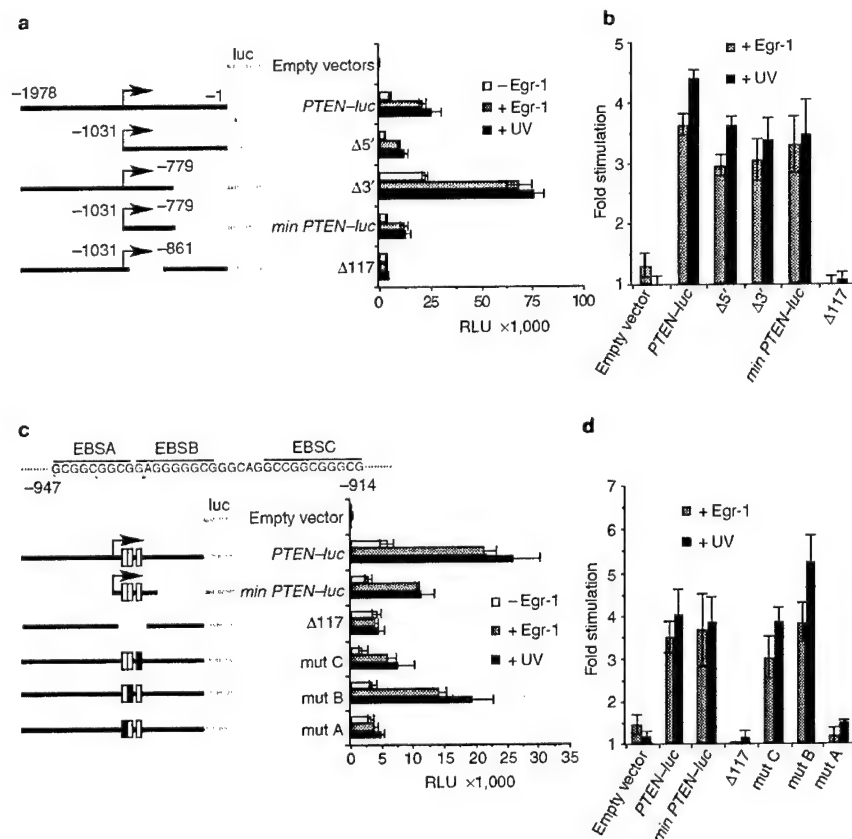 a
luc
Empty vectors
−1978
−1
PTEN–luc
−1031
Δ5′
−779
Δ3′
−1031
−779
min PTEN–luc
−1031
−861
Δ117
− Egr-1
+ Egr-1
+ UV
0 25 50 75 100
RLU ×1,000
b
+ Egr-1
+ UV
Fold stimulation
5
4
3
2
1
Empty vector
PTEN–luc
Δ5′
Δ3′
min PTEN–luc
Δ117
c
EBSA EBSB EBSC
GCGGCGGCGGAGGGGGCGGGCAGGCCGGCGGGCG
−947
−914
luc
Empty vector
PTEN–luc
min PTEN–luc
Δ117
mut C
mut B
mut A
− Egr-1
+ Egr-1
+ UV
0 5 10 15 20 25 30 35
RLU ×1,000
d
+ Egr-1
+ UV
Fold stimulation
7
6
5
4
3
2
1
Empty vector
PTEN–luc
min PTEN–luc
Δ117
mut C
mut B
mut A